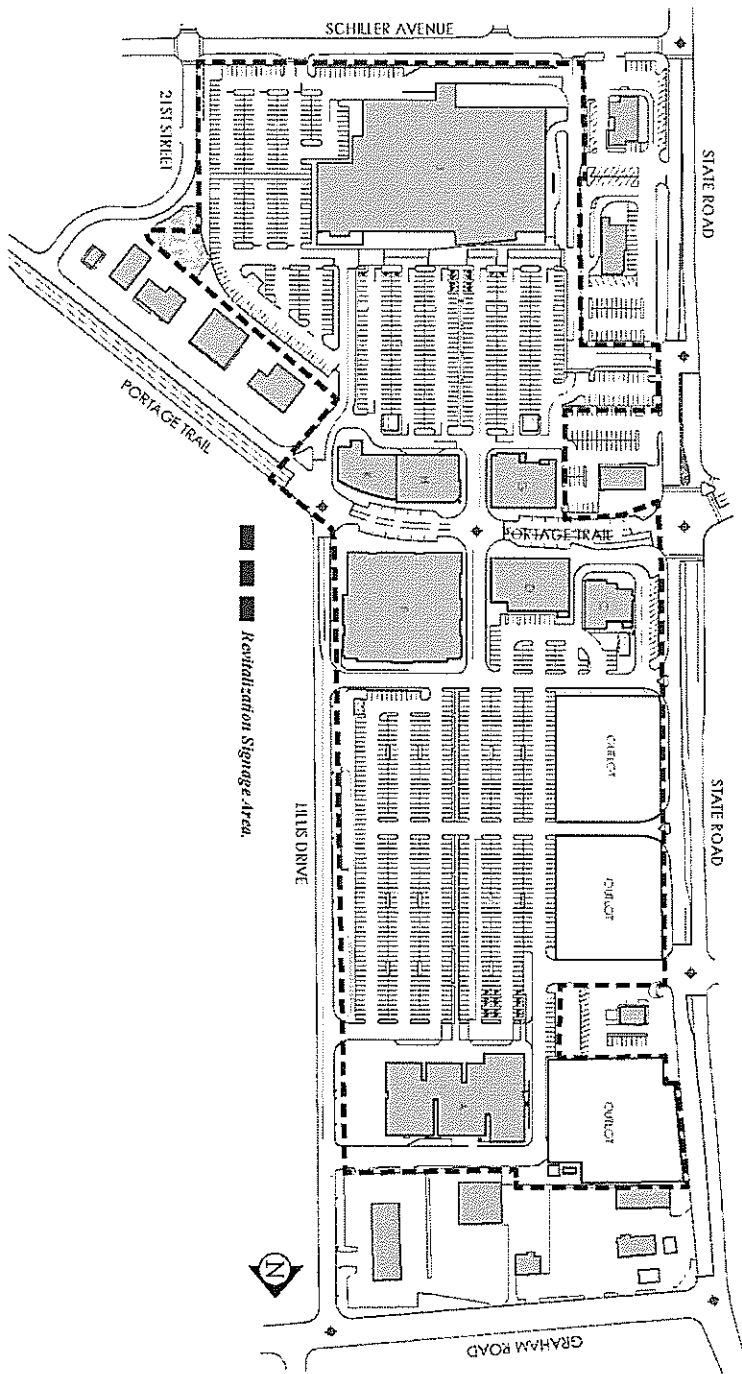 SCHILLER AVENUE
21ST STREET
STATE ROAD
PORTAGE TRAIL
PORTAGE TRAIL
Revitalization Signage Area.
LILLIS DRIVE
OUTLOT
OUTLOT
OUTLOT
STATE ROAD
N
GRAHAM ROAD